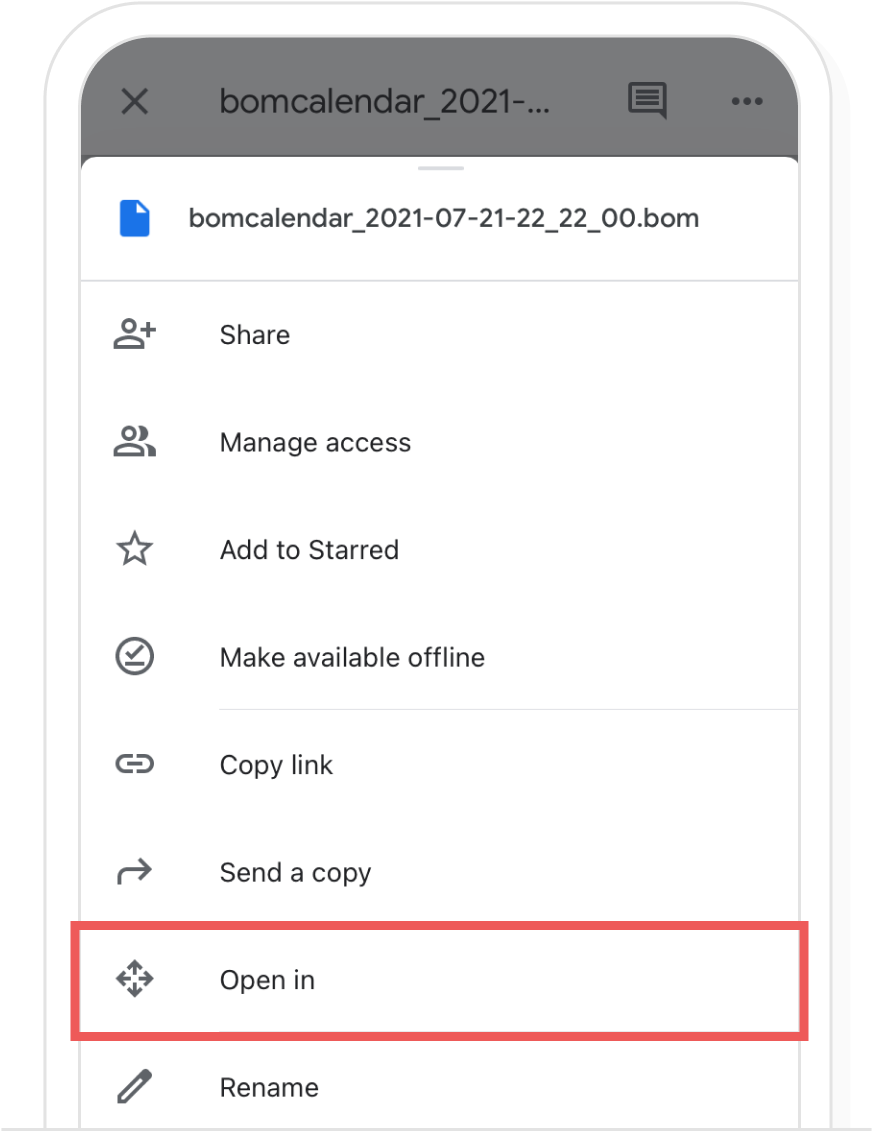 bomcalendar_2021-...
bomcalendar_2021-07-21-22_22_00.bom
Share
Manage access
Add to Starred
Make available offline
Copy link
Send a copy
Open in
Rename